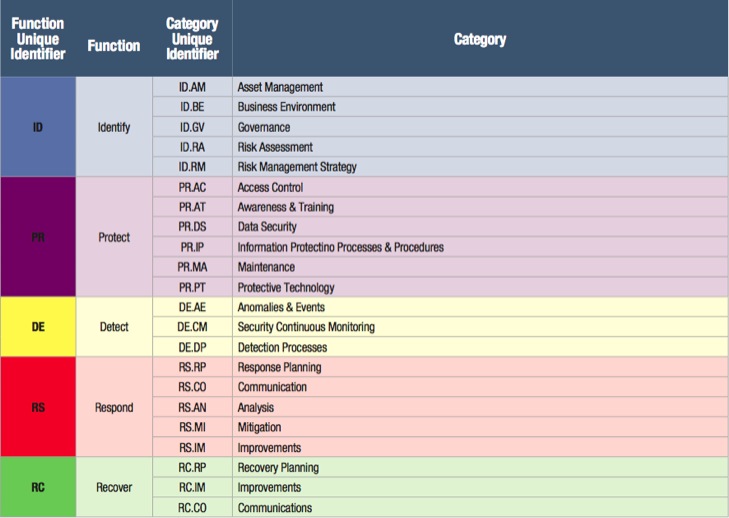 Function Unique Identifier Function Category Unique Identifier Category
ID Identify ID.AM Asset Management
ID.BE Business Environment
ID.GV Governance
ID.RA Risk Assessment
ID.RM Risk Management Strategy
PR Protect PR.AC Access Control
PR.AT Awareness & Training
PR.DS Data Security
PR.IP Information Protectino Processes & Procedures
PR.MA Maintenance
PR.PT Protective Technology
DE Detect DE.AE Anomalies & Events
DE.CM Security Continuous Monitoring
DE.DP Detection Processes
RS Respond RS.RP Response Planning
RS.CO Communication
RS.AN Analysis
RS.MI Mitigation
RS.IM Improvements
RC Recover RC.RP Recovery Planning
RC.IM Improvements
RC.CO Communications